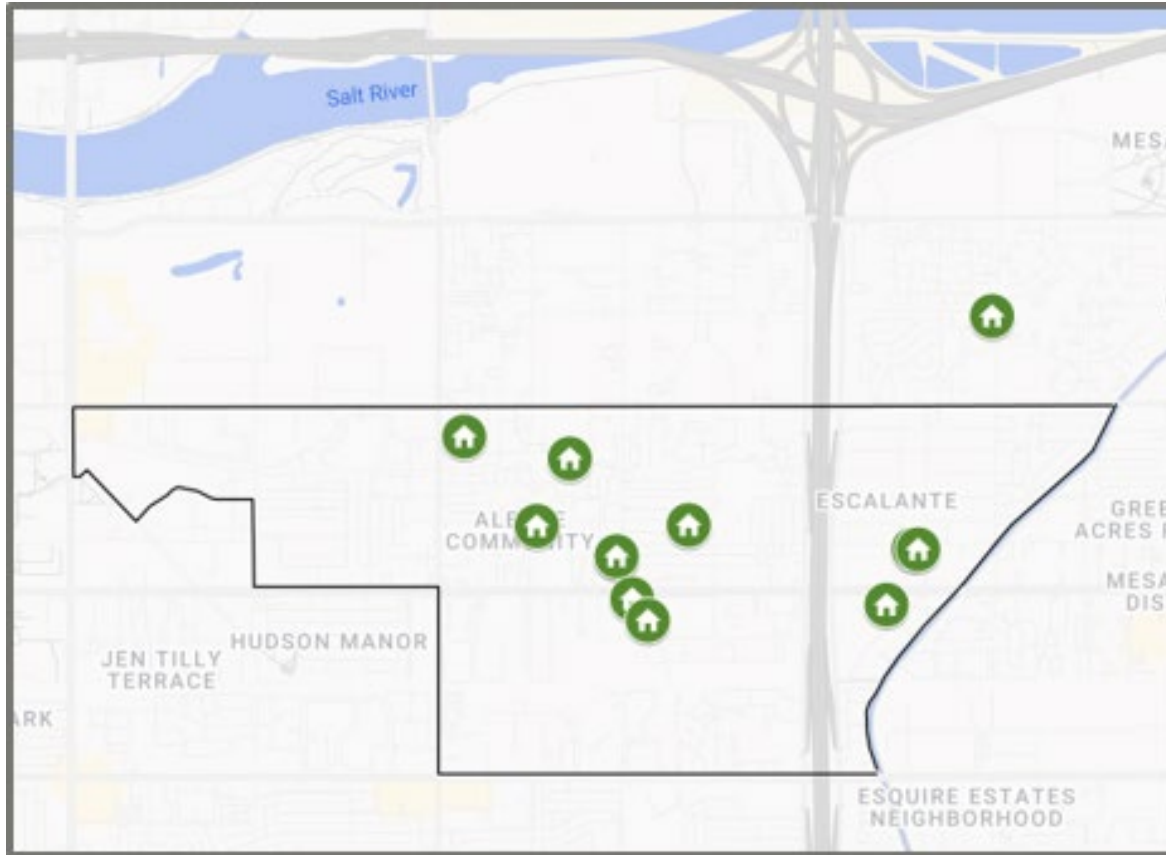 Salt River
MESA
ESCALANTE
COMMUNITY
GREE
ACRES
MESA
DIS
HUDSON MANOR
JEN TILLY
TERRACE
ARK
ESQUIRE ESTATES
NEIGHBORHOOD